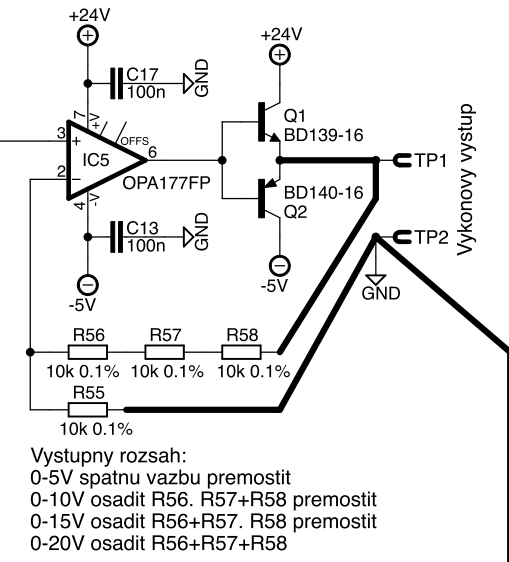 +24V
+24V
C17
100n
GND
Q1
BD139-16
7
+V
OFFS
3
+
IC5
6
2
-
OPA177FP
4
-V
TP1
BD140-16
Q2
Vykonovy vystup
C13
100n
GND
TP2
-5V
-5V
GND
R56
R57
R58
10k 0.1%
10k 0.1%
10k 0.1%
R55
10k 0.1%
Vystupny rozsah:
0-5V spatnu vazbu premostit
0-10V osadit R56. R57+R58 premostit
0-15V osadit R56+R57. R58 premostit
0-20V osadit R56+R57+R58